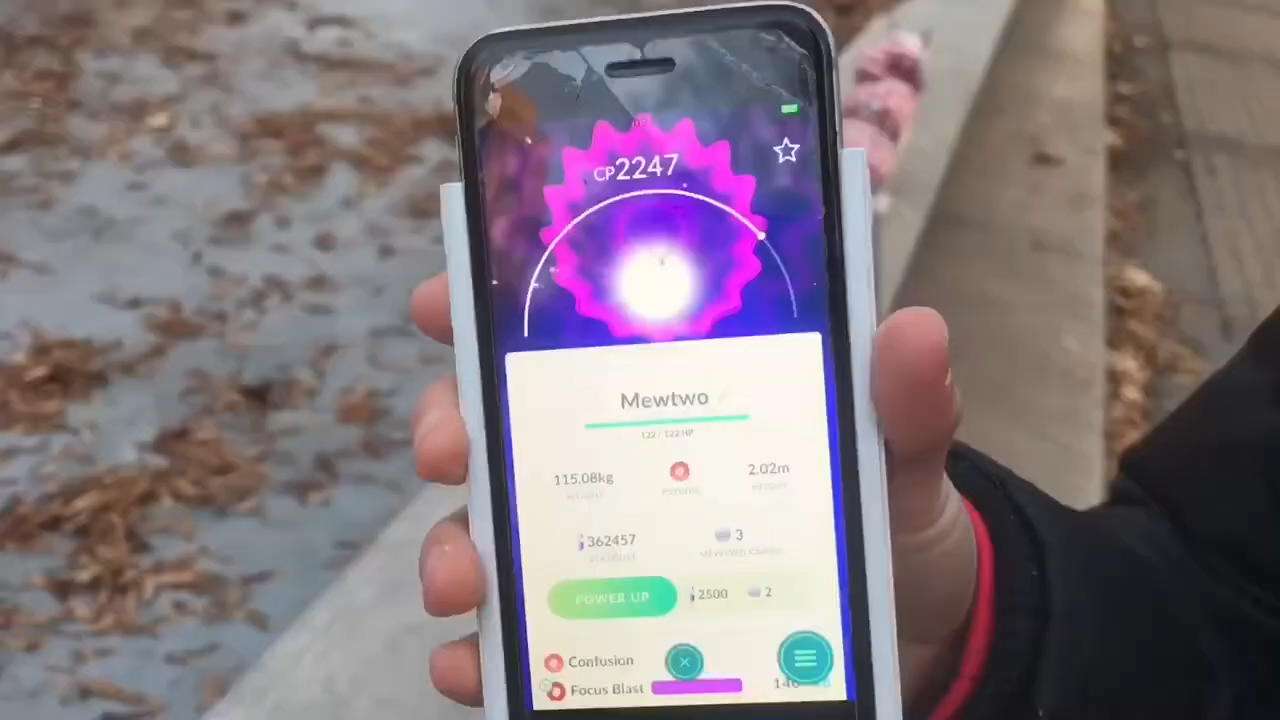 CP2247
Mewtwo
122 / 122 HP
115.08kg
2.02m
362457
3
POWER UP
2500
2
Confusion
Focus Blast